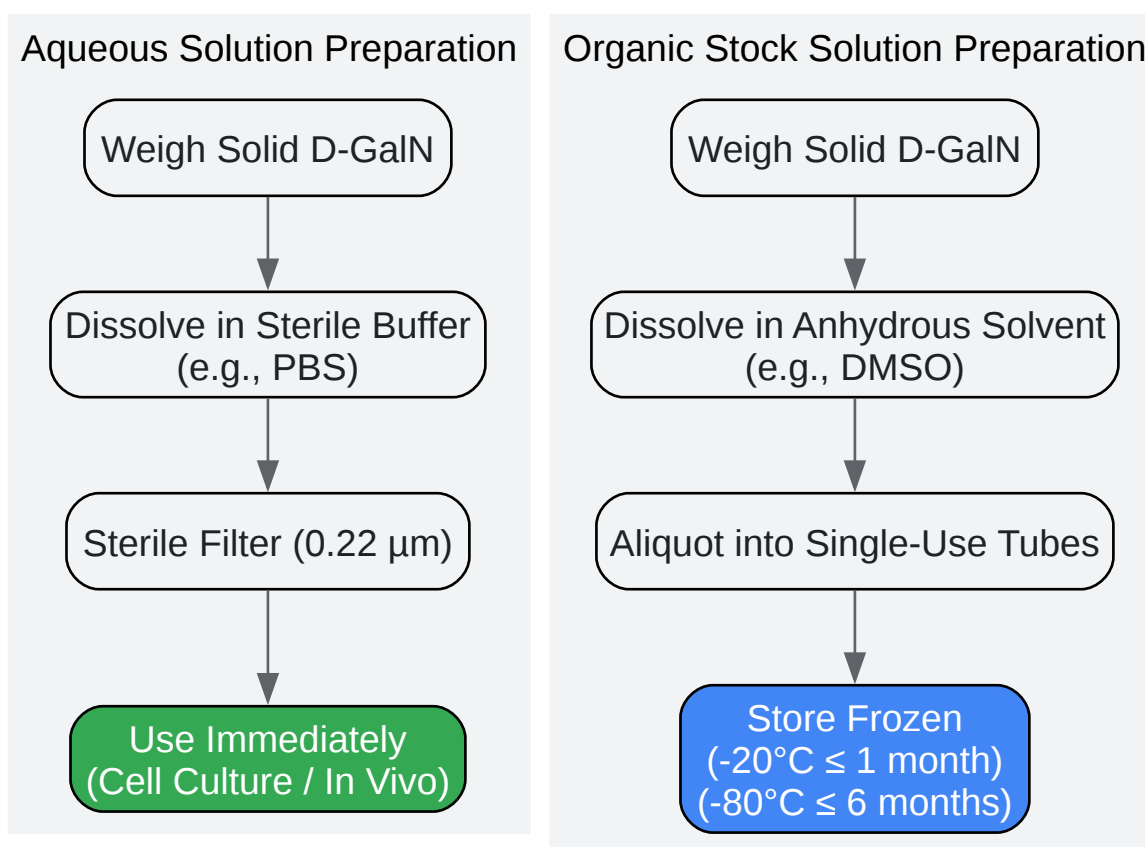 Aqueous Solution Preparation
Weigh Solid D-GalN
Dissolve in Sterile Buffer
(e.g., PBS)
Sterile Filter (0.22 µm)
Use Immediately
(Cell Culture / In Vivo)
Organic Stock Solution Preparation
Weigh Solid D-GalN
Dissolve in Anhydrous Solvent
(e.g., DMSO)
Aliquot into Single-Use Tubes
Store Frozen
(-20°C ≤ 1 month)
(-80°C ≤ 6 months)